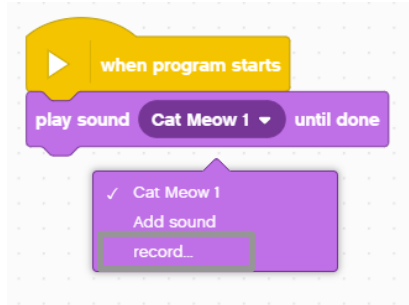 when program starts
play sound Cat Meow 1 until done
✓ Cat Meow 1
Add sound
record...